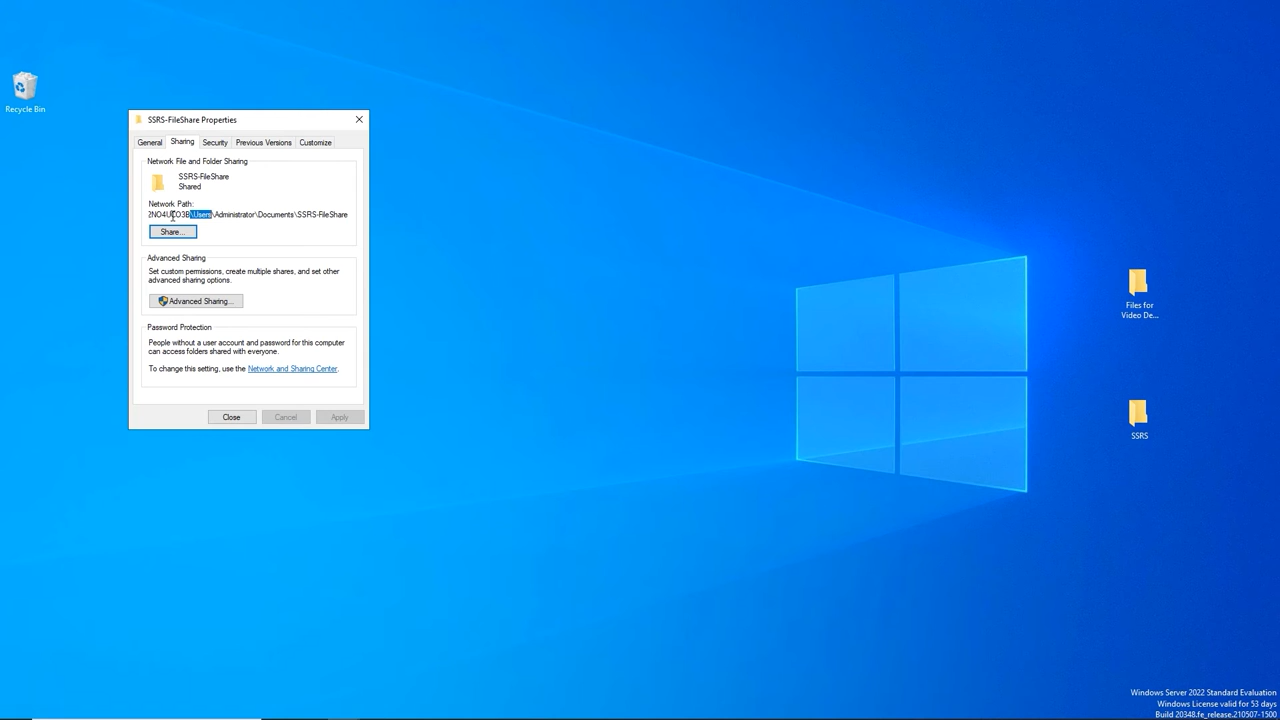 Recycle Bin
SSRS-FileShare Properties
General
Sharing
Security
Previous Versions
Customize
Network File and Folder Sharing
SSRS-FileShare
Shared
Network Path:
\Users\Administrator\Documents\SSRS-FileShare
Share...
Advanced Sharing
Set custom permissions, create multiple shares, and set other
advanced sharing options.
Advanced Sharing...
Password Protection
People without a user account and password for this computer
can access folders shared with everyone.
To change this setting, use the Network and Sharing Center.
Close
Cancel
Apply
Files for
Video De...
SSRS
Windows Server 2022 Standard Evaluation
Windows License valid for 53 days
Build 20348.fe_release.210507-1500